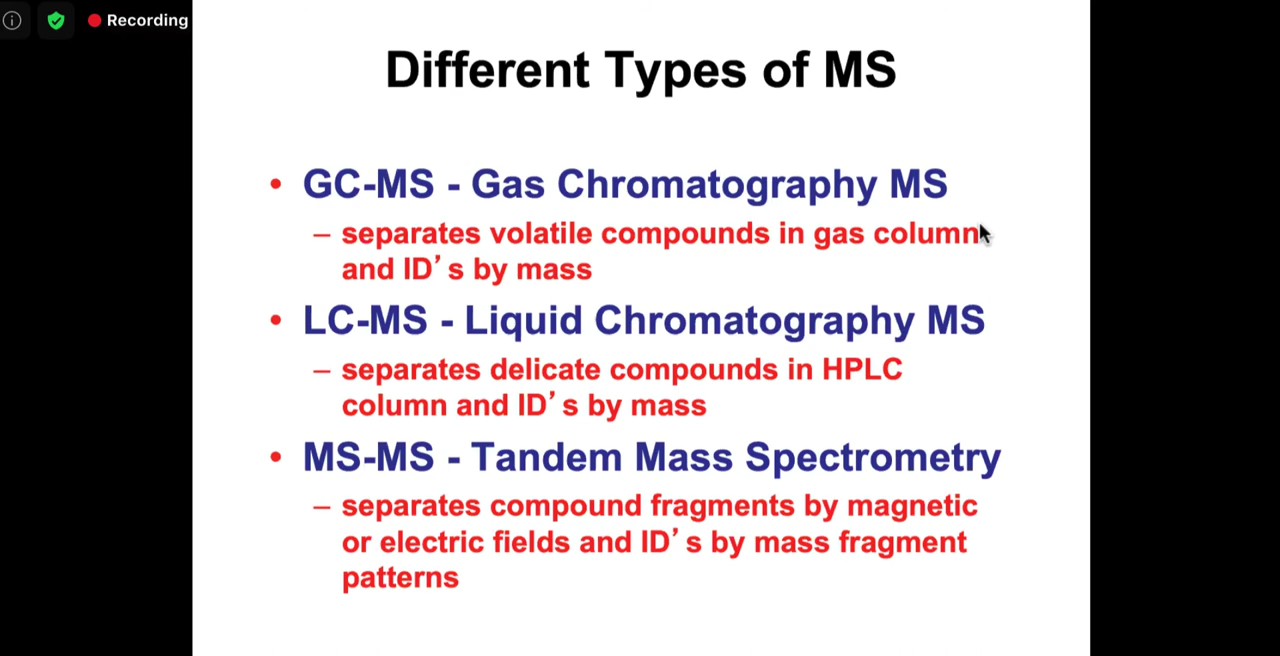 Recording
Different Types of MS
• GC-MS - Gas Chromatography MS
– separates volatile compounds in gas column
and ID’s by mass
• LC-MS - Liquid Chromatography MS
– separates delicate compounds in HPLC
column and ID’s by mass
• MS-MS - Tandem Mass Spectrometry
– separates compound fragments by magnetic
or electric fields and ID’s by mass fragment
patterns